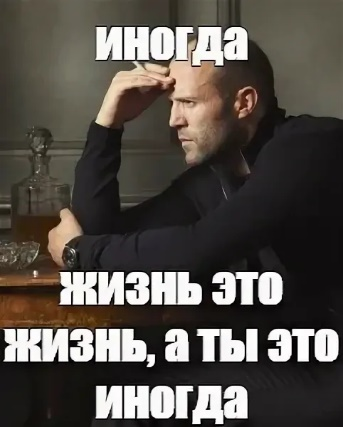 иногда
жизнь это
жизнь, а ты это
иногда